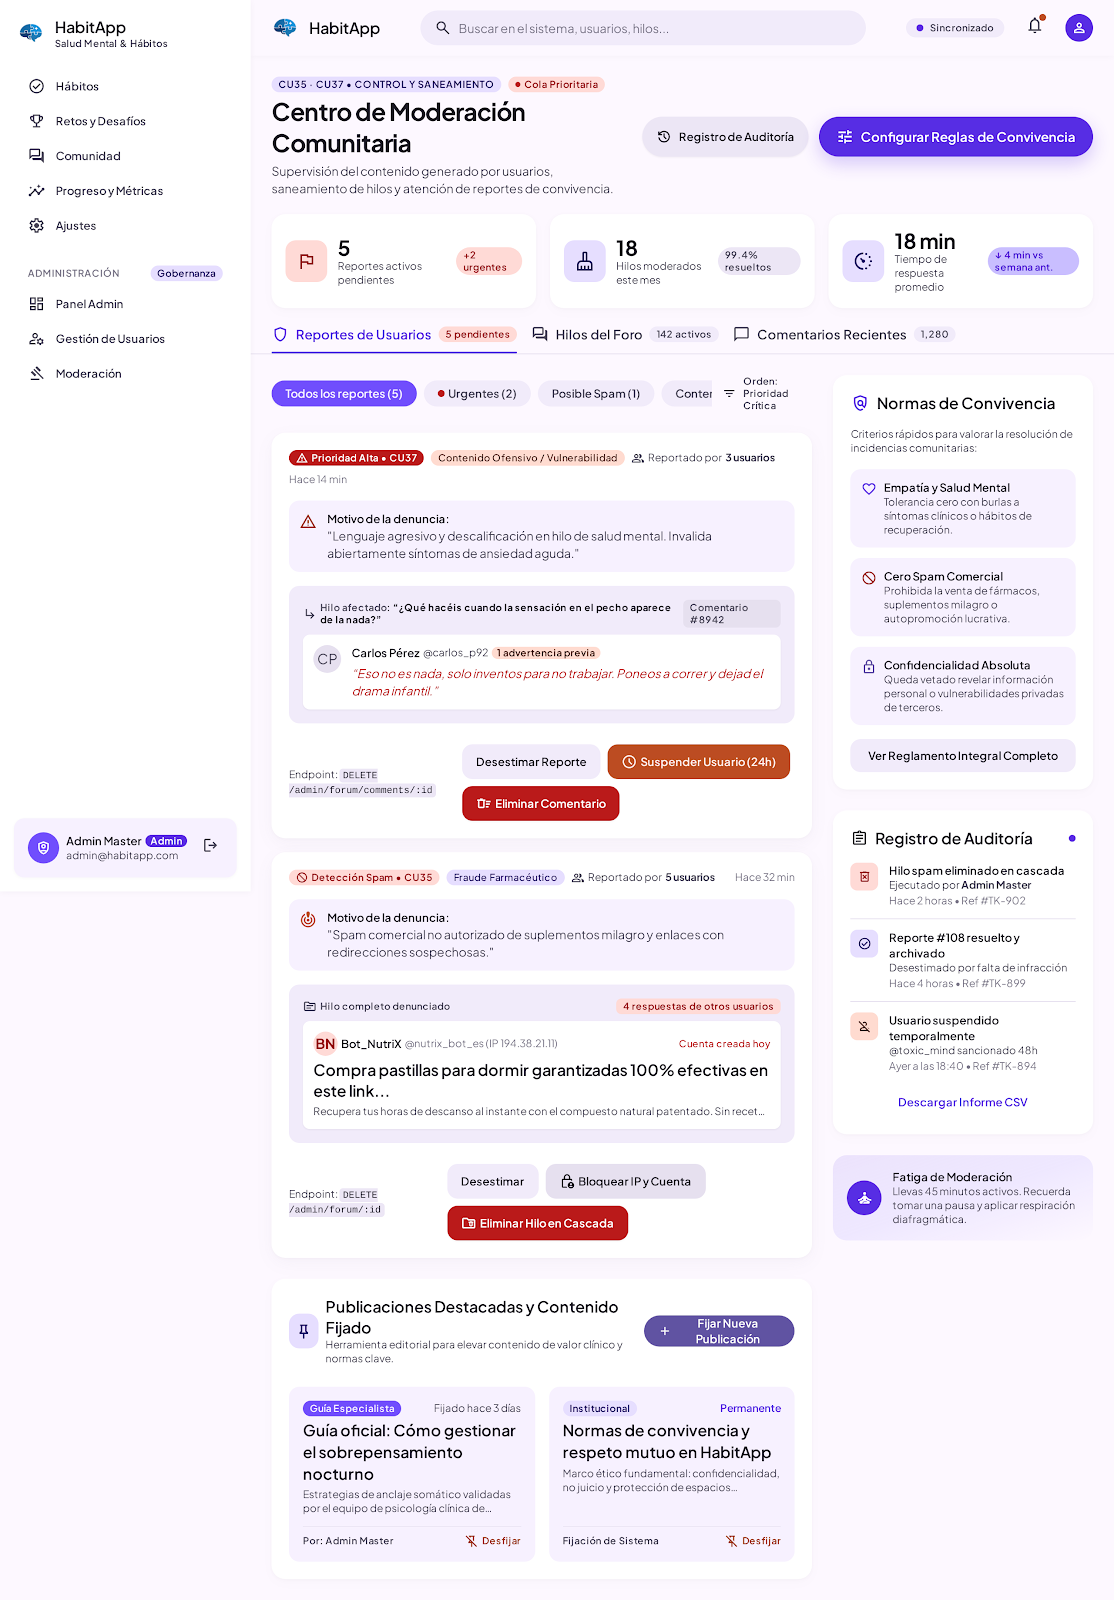 HabitApp
Salud Mental & Hábitos
Hábitos
Retos y Desafíos
Comunidad
Progreso y Métricas
Ajustes
ADMINISTRACIÓN
Gobernanza
Panel Admin
Gestión de Usuarios
Moderación
Admin Master Admin
admin@habitapp.com
HabitApp
Buscar en el sistema, usuarios, hilos...
Sincronizado
CU35 · CU37 • CONTROL Y SANEAMIENTO
Cola Prioritaria
Centro de Moderación
Comunitaria
Supervisión del contenido generado por usuarios,
saneamiento de hilos y atención de reportes de convivencia.
Registro de Auditoría
Configurar Reglas de Convivencia
5
Reportes activos
pendientes
+2
urgentes
18
Hilos moderados
este mes
99.4%
resueltos
18 min
Tiempo de
respuesta
promedio
↓ 4 min vs
semana ant.
Reportes de Usuarios 5 pendientes
Hilos del Foro 142 activos
Comentarios Recientes 1,280
Todos los reportes (5)
Urgentes (2)
Posible Spam (1)
Conter
Orden:
Prioridad
Crítica
Prioridad Alta • CU37
Contenido Ofensivo / Vulnerabilidad
Reportado por 3 usuarios
Hace 14 min
Motivo de la denuncia:
"Lenguaje agresivo y descalificación en hilo de salud mental. Invalida
abiertamente síntomas de ansiedad aguda."
Hilo afectado: "¿Qué hacéis cuando la sensación en el pecho aparece
de la nada?"
Comentario
#8942
CP
Carlos Pérez @carlos_p92 1 advertencia previa
"Eso no es nada, solo inventos para no trabajar. Poneos a correr y dejad el
drama infantil."
Endpoint: DELETE
/admin/forum/comments/:id
Desestimar Reporte
Suspender Usuario (24h)
Eliminar Comentario
Detección Spam • CU35
Fraude Farmacéutico
Reportado por 5 usuarios
Hace 32 min
Motivo de la denuncia:
"Spam comercial no autorizado de suplementos milagro y enlaces con
redirecciones sospechosas."
Hilo completo denunciado
4 respuestas de otros usuarios
BN
Bot_NutriX @nutrix_bot_es (IP 194.38.21.11)
Cuenta creada hoy
Compra pastillas para dormir garantizadas 100% efectivas en
este link...
Recupera tus horas de descanso al instante con el compuesto natural patentado. Sin recet...
Endpoint: DELETE
/admin/forum/:id
Desestimar
Bloquear IP y Cuenta
Eliminar Hilo en Cascada
Publicaciones Destacadas y Contenido
Fijado
Herramienta editorial para elevar contenido de valor clínico y
normas clave.
Fijar Nueva
Publicación
Guía Especialista
Fijado hace 3 días
Guía oficial: Cómo gestionar
el sobrepensamiento
nocturno
Estrategias de anclaje somático validadas
por el equipo de psicología clínica de...
Por: Admin Master
Desfijar
Institucional
Permanente
Normas de convivencia y
respeto mutuo en HabitApp
Marco ético fundamental: confidencialidad,
no juicio y protección de espacios...
Fijación de Sistema
Desfijar
Normas de Convivencia
Criterios rápidos para valorar la resolución de
incidencias comunitarias:
Empatía y Salud Mental
Tolerancia cero con burlas a
síntomas clínicos o hábitos de
recuperación.
Cero Spam Comercial
Prohibida la venta de fármacos,
suplementos milagro o
autopromoción lucrativa.
Confidencialidad Absoluta
Queda vetado revelar información
personal o vulnerabilidades privadas
de terceros.
Ver Reglamento Integral Completo
Registro de Auditoría
Hilo spam eliminado en cascada
Ejecutado por Admin Master
Hace 2 horas • Ref #TK-902
Reporte #108 resuelto y
archivado
Desestimado por falta de infracción
Hace 4 horas • Ref #TK-899
Usuario suspendido
temporalmente
@toxic_mind sancionado 48h
Ayer a las 18:40 • Ref #TK-894
Descargar Informe CSV
Fatiga de Moderación
Llevas 45 minutos activos. Recuerda
tomar una pausa y aplicar respiración
diafragmática.